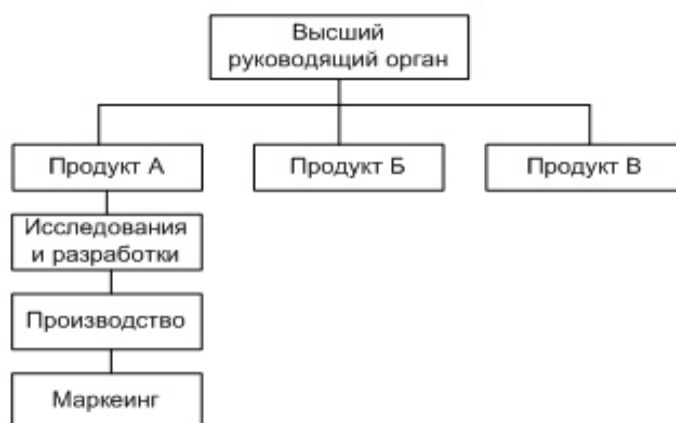 Высший
руководящий орган
Продукт А
Продукт Б
Продукт В
Исследования
и разработки
Производство
Маркеинг